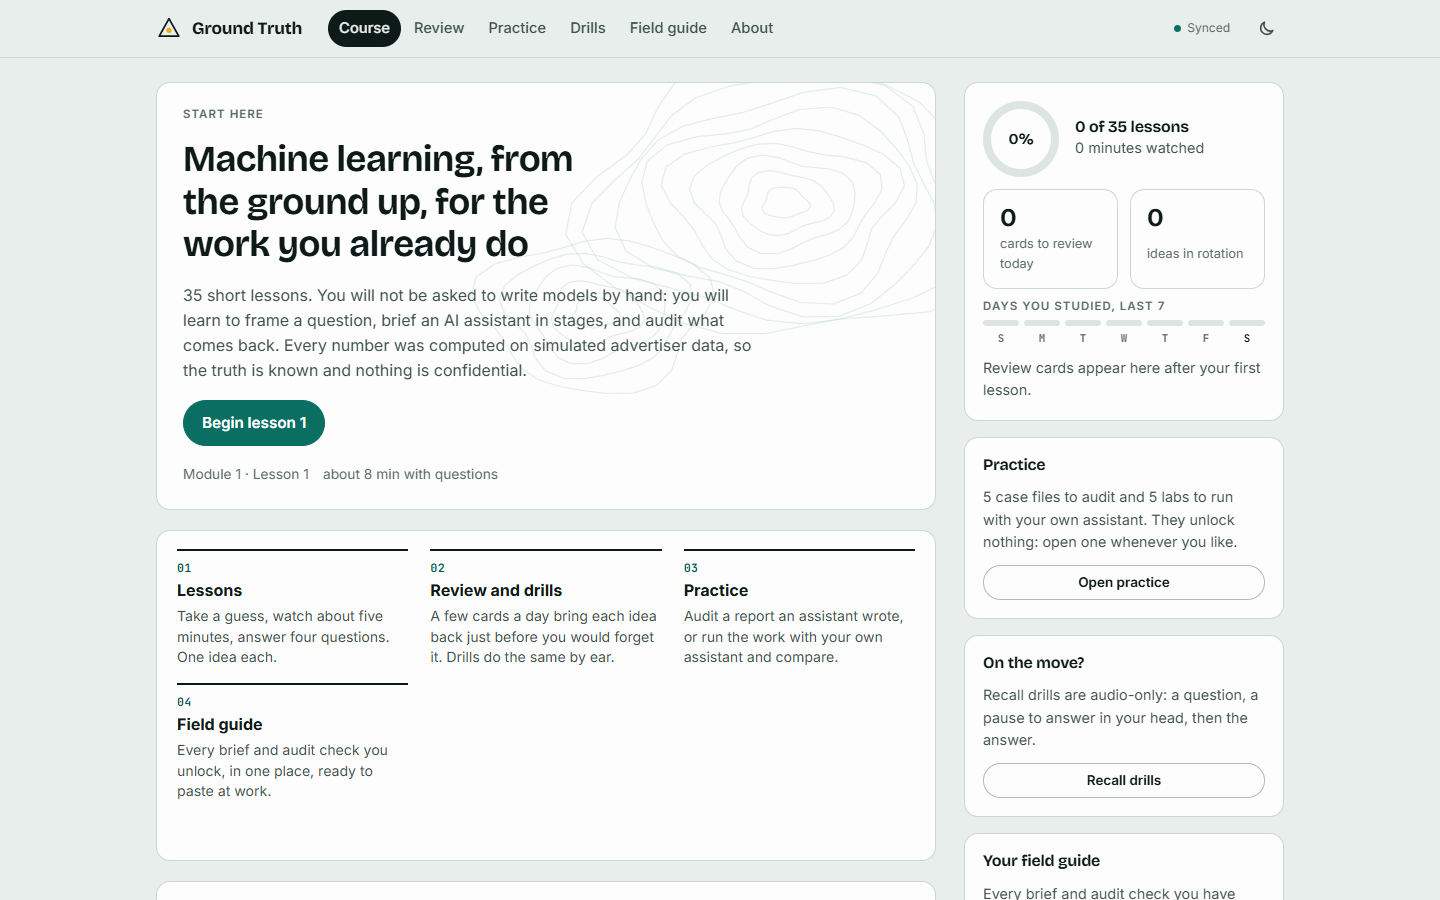 Ground Truth
Course
Review
Practice
Drills
Field guide
About
Synced
START HERE
Machine learning, from
the ground up, for the
work you already do
35 short lessons. You will not be asked to write models by hand: you will
learn to frame a question, brief an AI assistant in stages, and audit what
comes back. Every number was computed on simulated advertiser data, so
the truth is known and nothing is confidential.
Begin lesson 1
Module 1 · Lesson 1 about 8 min with questions
01
Lessons
Take a guess, watch about five
minutes, answer four questions.
One idea each.
02
Review and drills
A few cards a day bring each idea
back just before you would forget
it. Drills do the same by ear.
03
Practice
Audit a report an assistant wrote,
or run the work with your own
assistant and compare.
04
Field guide
Every brief and audit check you
unlock, in one place, ready to
paste at work.
0%
0 of 35 lessons
0 minutes watched
0
cards to review
today
0
ideas in rotation
DAYS YOU STUDIED, LAST 7
S M T W T F S
Review cards appear here after your first
lesson.
Practice
5 case files to audit and 5 labs to run
with your own assistant. They unlock
nothing: open one whenever you like.
Open practice
On the move?
Recall drills are audio-only: a question, a
pause to answer in your head, then the
answer.
Recall drills
Your field guide
Every brief and audit check you have